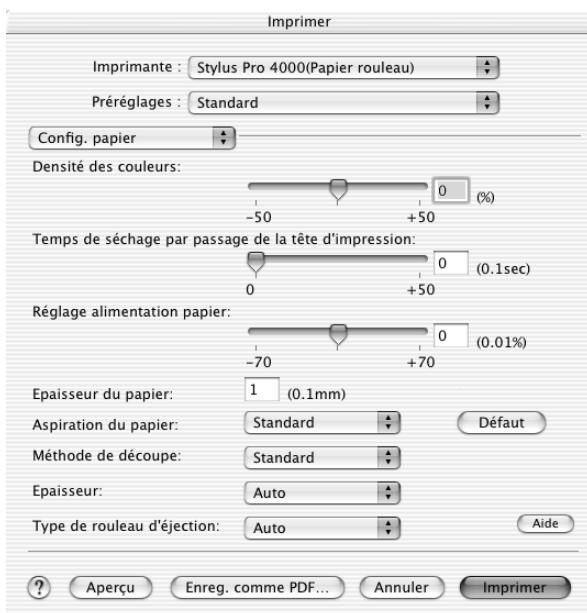 Imprimer
Imprimante : Stylus Pro 4000(Papier rouleau)
Préréglages : Standard
Config. papier
Densité des couleurs:
0 (%)
-50 +50
Temps de séchage par passage de la tête d'impression:
0 (0.1sec)
0 +50
Réglage alimentation papier:
0 (0.01%)
-70 +70
Epaisseur du papier: 1 (0.1mm)
Aspiration du papier: Standard Défaut
Méthode de découpe: Standard
Epaisseur: Auto
Type de rouleau d'éjection: Auto Aide
? Aperçu Enreg. comme PDF... Annuler Imprimer